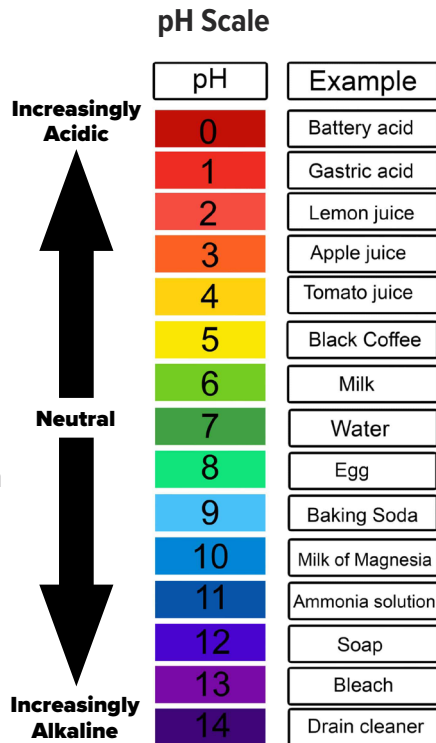 pH Scale
pH Example
Increasingly
Acidic
0 Battery acid
1 Gastric acid
2 Lemon juice
3 Apple juice
4 Tomato juice
5 Black Coffee
6 Milk
Neutral
7 Water
8 Egg
9 Baking Soda
10 Milk of Magnesia
11 Ammonia solution
12 Soap
13 Bleach
Increasingly
Alkaline
14 Drain cleaner